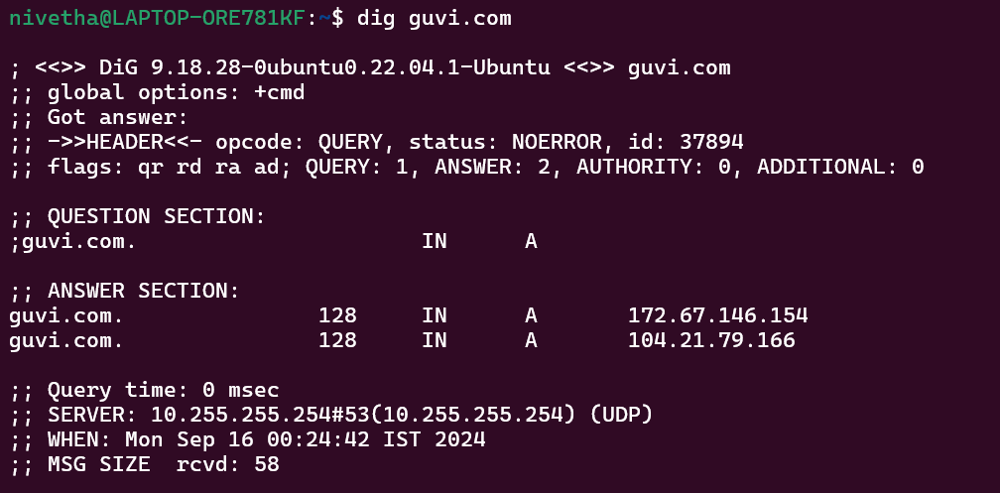 nivetha@LAPTOP-ORE781KF:~$ dig guvi.com
; <<>> DiG 9.18.28-0ubuntu0.22.04.1-Ubuntu <<>> guvi.com
;; global options: +cmd
;; Got answer:
;; ->>HEADER<<- opcode: QUERY, status: NOERROR, id: 37894
;; flags: qr rd ra ad; QUERY: 1, ANSWER: 2, AUTHORITY: 0, ADDITIONAL: 0
;; QUESTION SECTION:
;guvi.com. IN A
;; ANSWER SECTION:
guvi.com. 128 IN A 172.67.146.154
guvi.com. 128 IN A 104.21.79.166
;; Query time: 0 msec
;; SERVER: 10.255.255.254#53(10.255.255.254) (UDP)
;; WHEN: Mon Sep 16 00:24:42 IST 2024
;; MSG SIZE  rcvd: 58